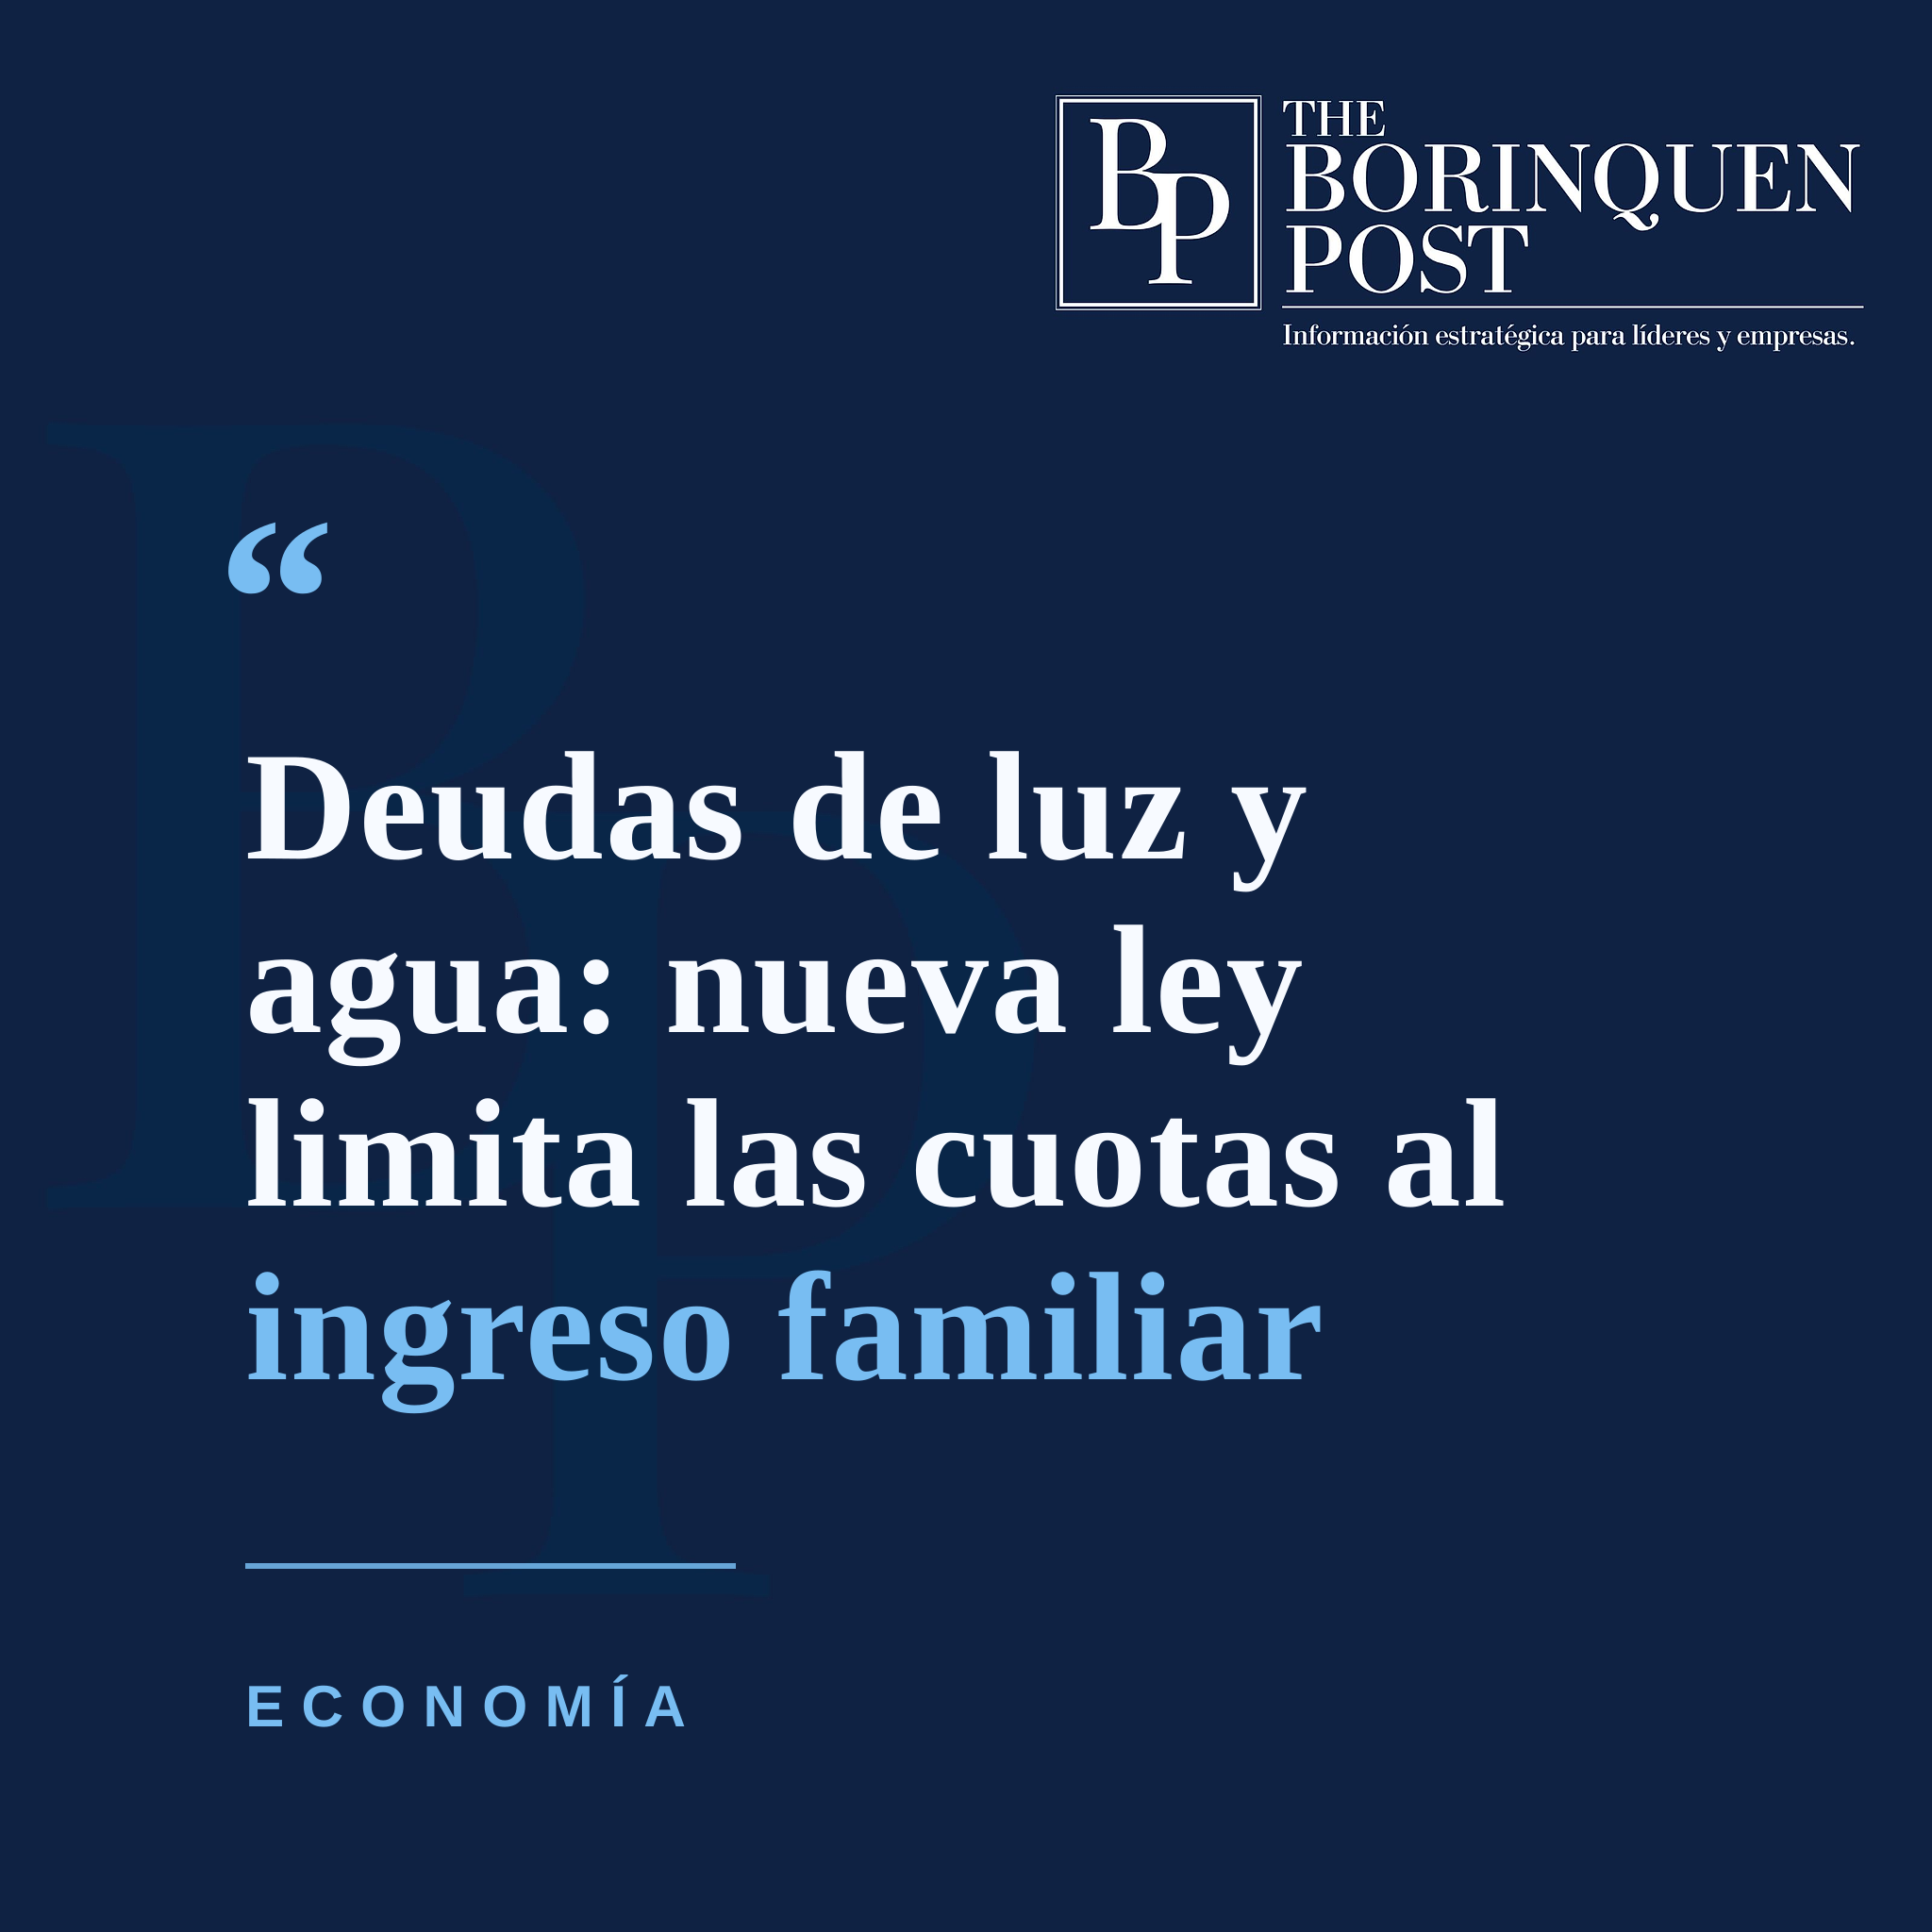 BP
THE
BORINQUEN
POST
Información estratégica para líderes y empresas.
“
Deudas de luz y
agua: nueva ley
limita las cuotas al
ingreso familiar
ECONOMÍA